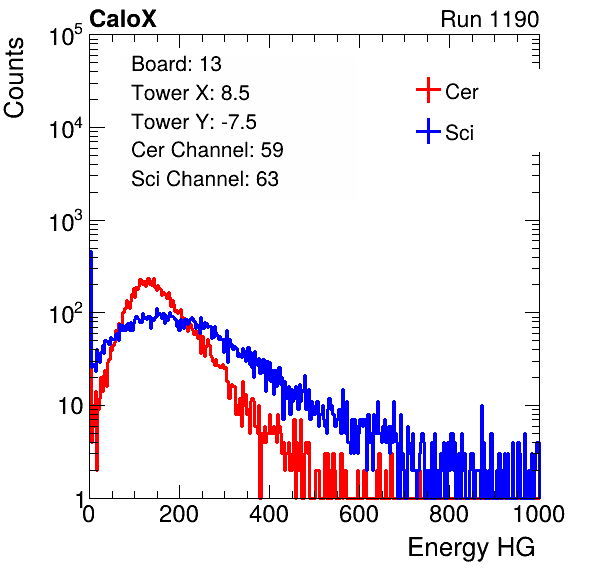 CaloX Run 1190
Counts
Board: 13
Tower X: 8.5
Tower Y: -7.5
Cer Channel: 59
Sci Channel: 63
Cer
Sci
10^5
10^4
10^3
10^2
10
1
0 200 400 600 800 1000
Energy HG